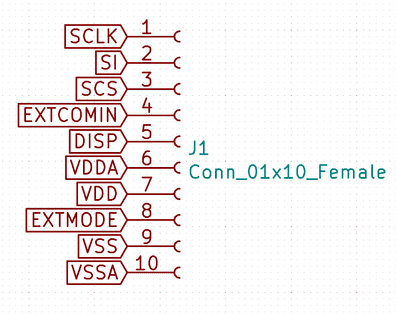 SCLK 1
SI 2
SCS 3
EXTCOMIN 4
DISP 5
J1
VDDA 6
Conn_01x10_Female
VDD 7
EXTMODE 8
VSS 9
VSSA 10